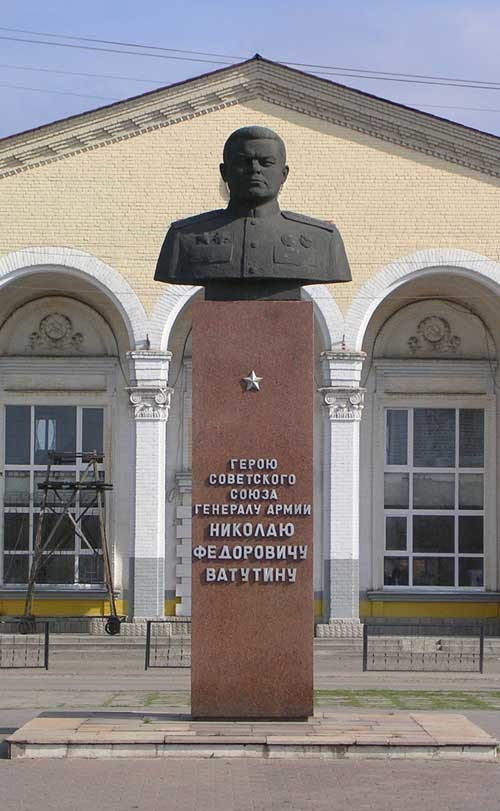 ГЕРОЮ
СОВЕТСКОГО
СОЮЗА
ГЕНЕРАЛУ АРМИИ
НИКОЛАЮ
ФЕДОРОВИЧУ
ВАТУТИНУ